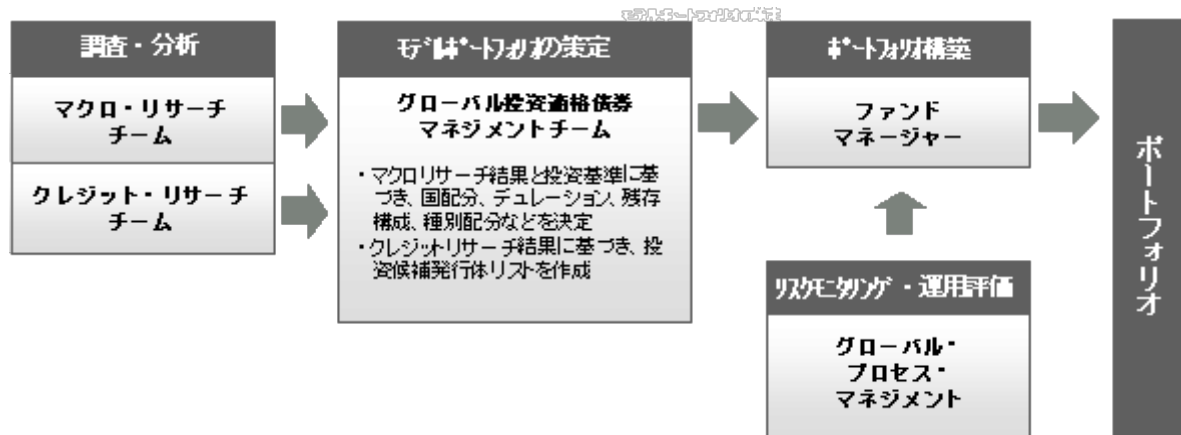 モデルポートフォリオの策定
調査・分析
マクロ・リサーチ
チーム
クレジット・リサーチ
チーム
モデルポートフォリオの策定
グローバル投資適格債券
マネジメントチーム
・マクロリサーチ結果と投資基準に基
づき、国配分、デュレーション、残存
構成、種別配分などを決定
・クレジットリサーチ結果に基づき、投
資候補発行体リストを作成
ポートフォリオ構築
ファンド
マネージャー
リスクモニタリング・運用評価
グローバル・
プロセス・
マネジメント
ポートフォリオ